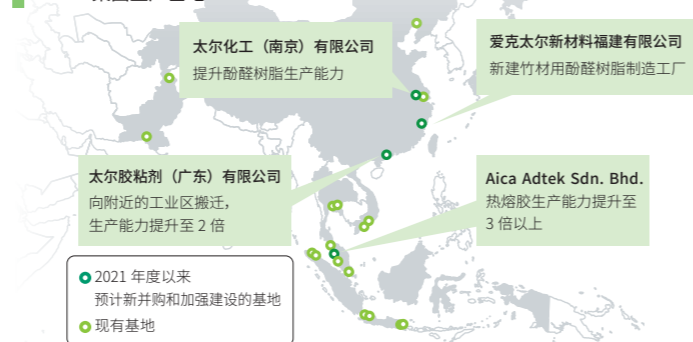 太尔化工（南京）有限公司
提升酚醛树脂生产能力
爱克太尔新材料福建有限公司
新建竹材用酚醛树脂制造工厂
太尔胶粘剂（广东）有限公司
向附近的工业区搬迁，
生产能力提升至 2 倍
Aica Adtek Sdn. Bhd.
热熔胶生产能力提升至
3 倍以上
2021 年度以来
预计新并购和加强建设的基地
现有基地